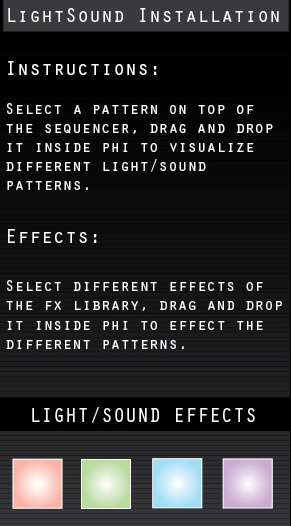 LightSound Installation
Instructions:
Select a pattern on top of
the sequencer, drag and drop
it inside phi to visualize
different light/sound
patterns.
Effects:
Select different effects of
the fx library, drag and drop
it inside phi to effect the
different patterns.
LIGHT/SOUND EFFECTS